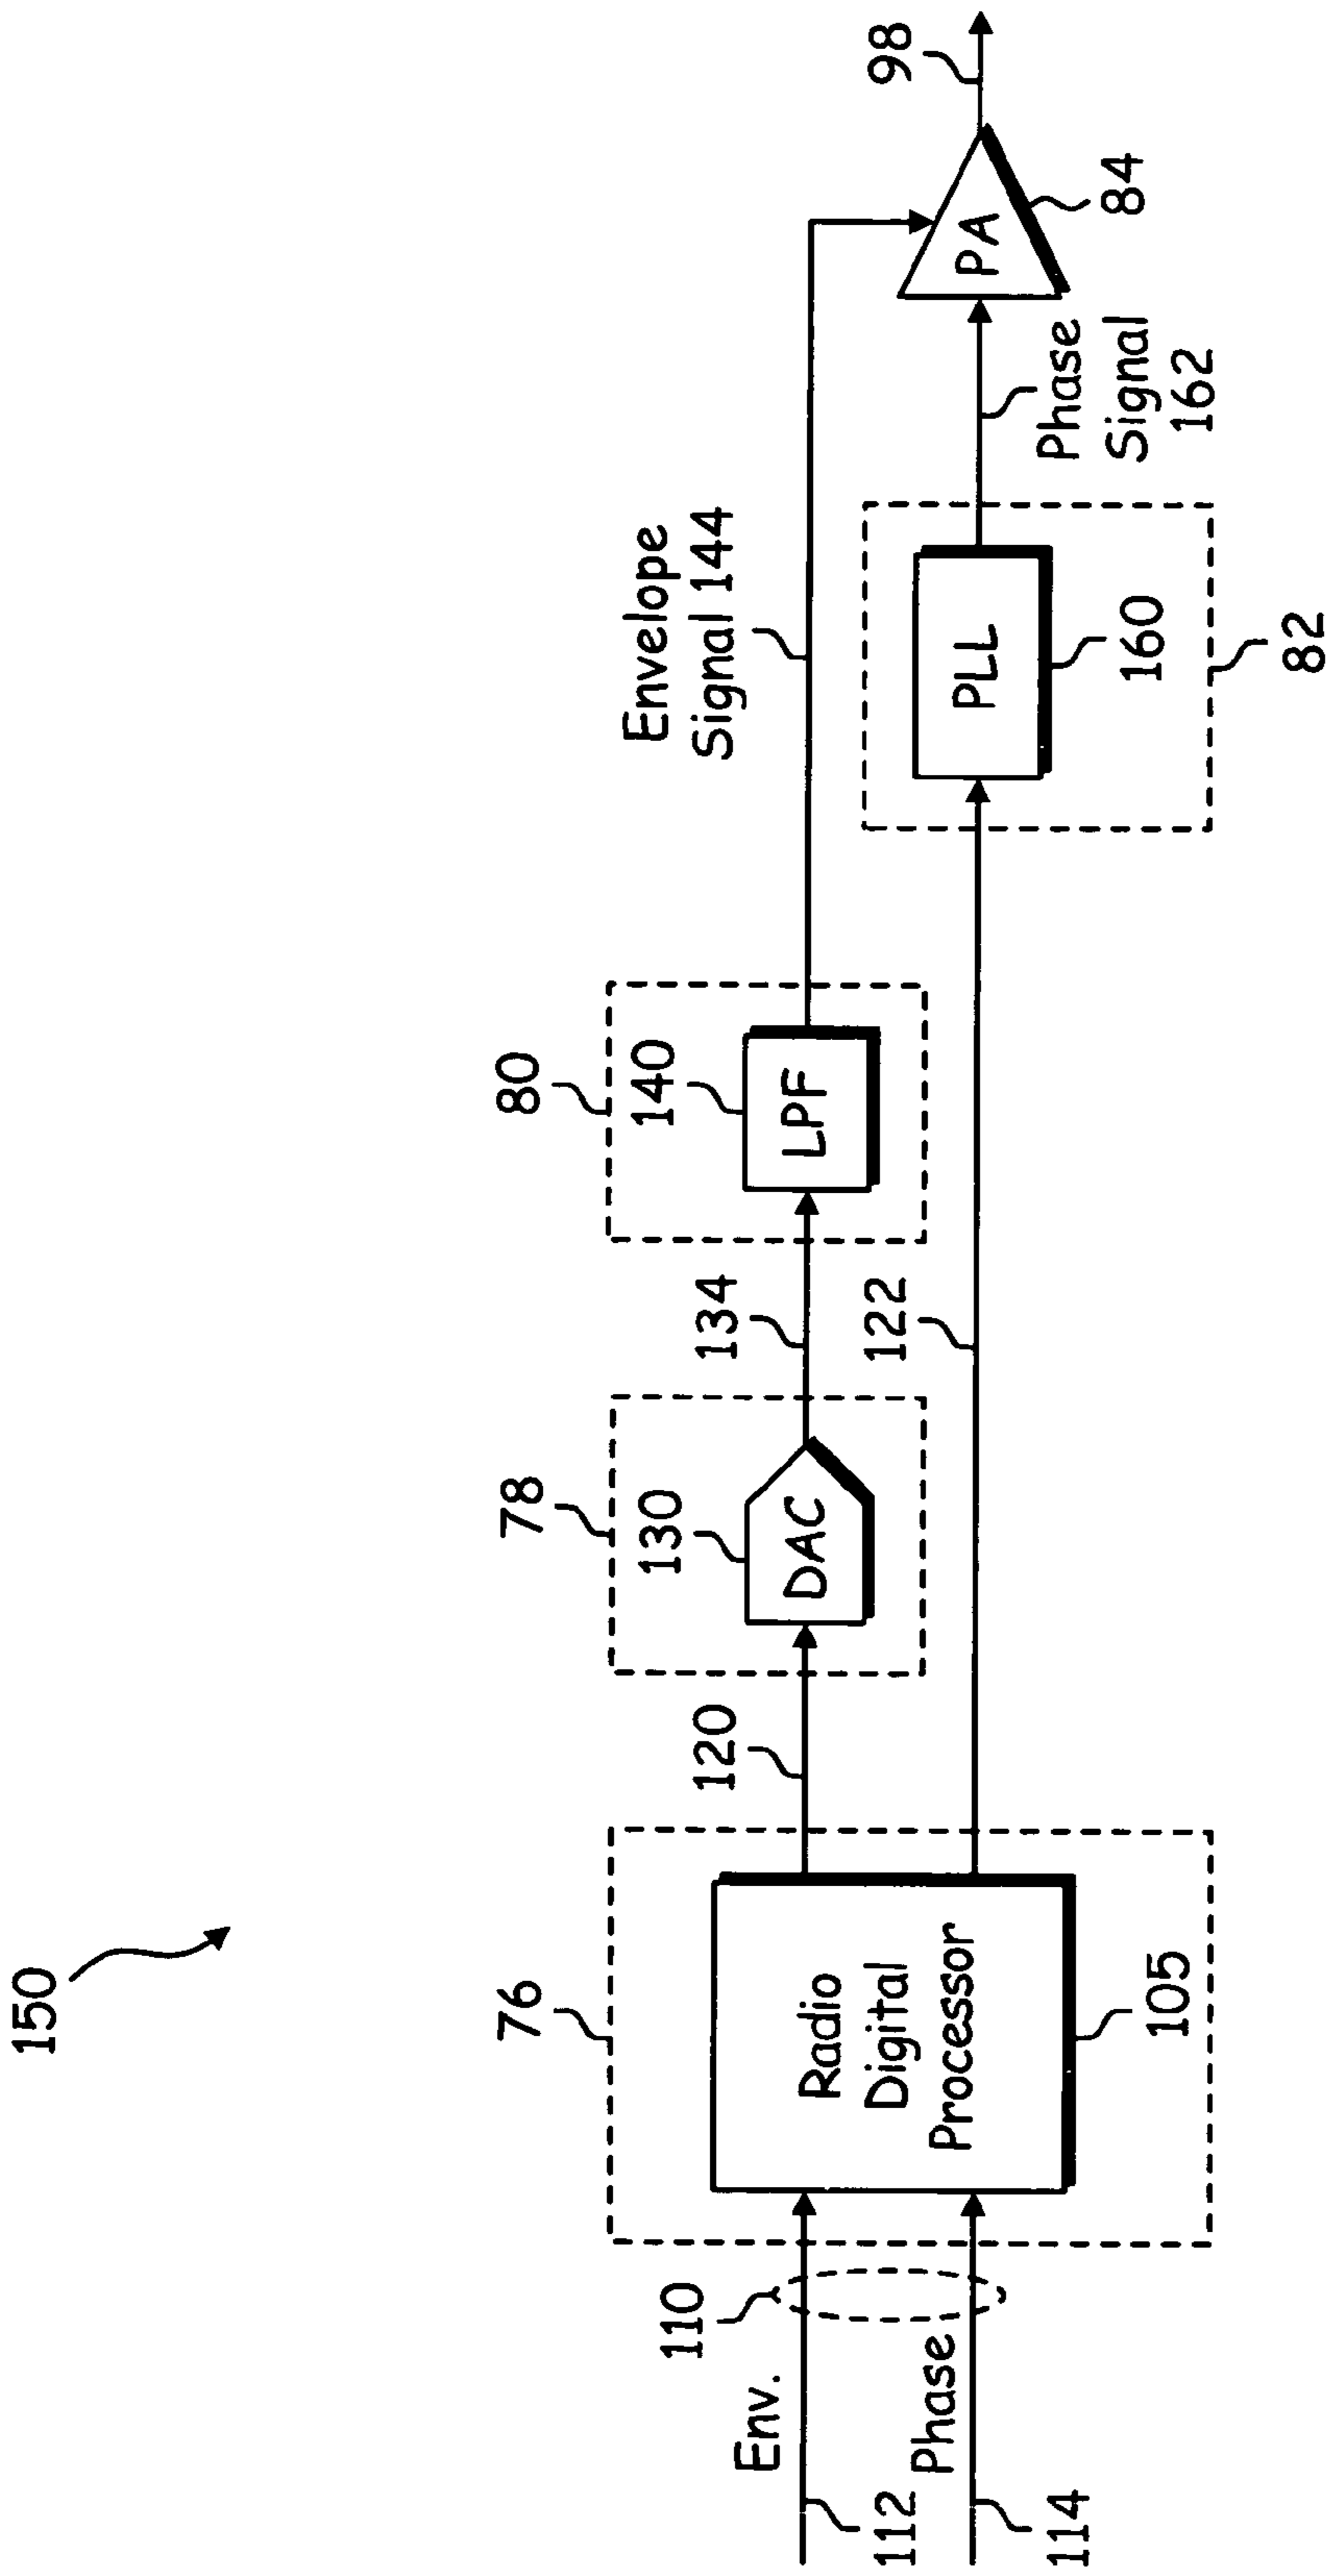 150
76
Radio
Digital
Processor
105
110
Env.
112
Phase
114
120
78
130
DAC
134
122
80
140
LPF
Envelope
Signal 144
PLL
160
82
Phase
Signal
162
PA
84
98